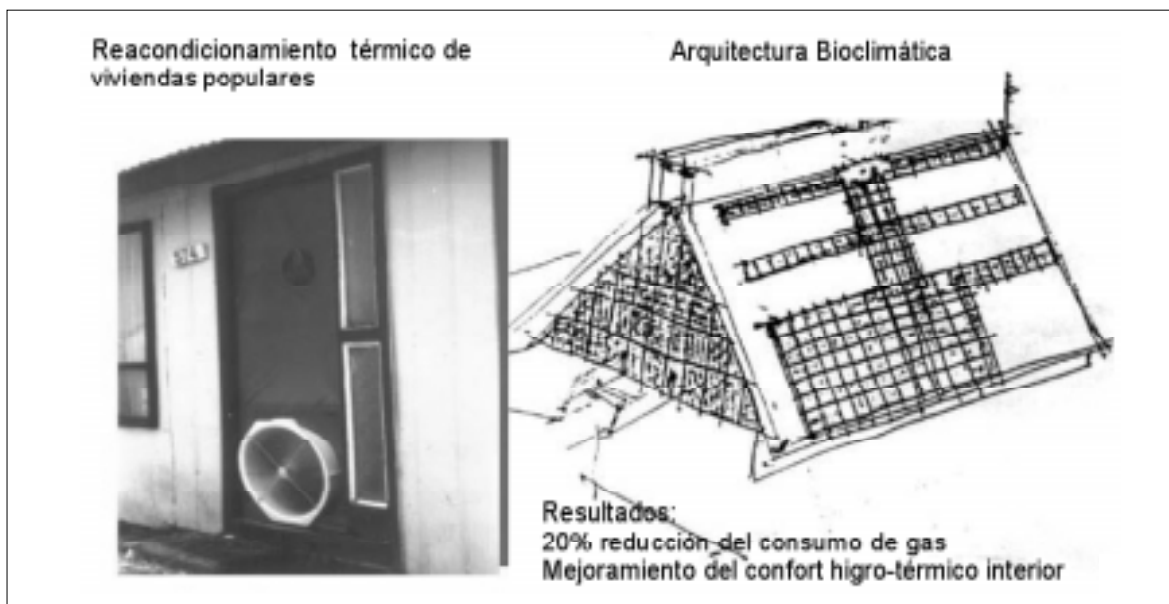 Reacondicionamiento térmico de
viviendas populares
Arquitectura Bioclimática
Resultados:
20% reducción del consumo de gas
Mejoramiento del confort higro-térmico interior